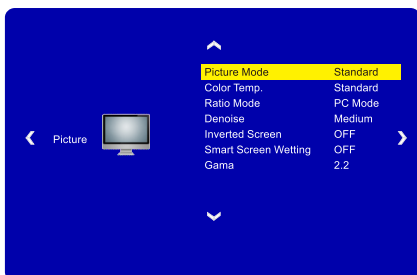 Picture
Picture Mode Standard
Color Temp. Standard
Ratio Mode PC Mode
Denoise Medium
Inverted Screen OFF
Smart Screen Wetting OFF
Gama 2.2